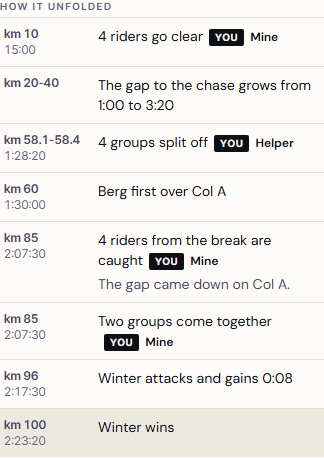 HOW IT UNFOLDED
km 10
15:00
4 riders go clear YOU Mine
km 20-40
The gap to the chase grows from
1:00 to 3:20
km 58.1-58.4
1:28:20
4 groups split off YOU Helper
km 60
1:30:00
Berg first over Col A
km 85
2:07:30
4 riders from the break are
caught YOU Mine
The gap came down on Col A.
km 85
2:07:30
Two groups come together
YOU Mine
km 96
2:17:30
Winter attacks and gains 0:08
km 100
2:23:20
Winter wins